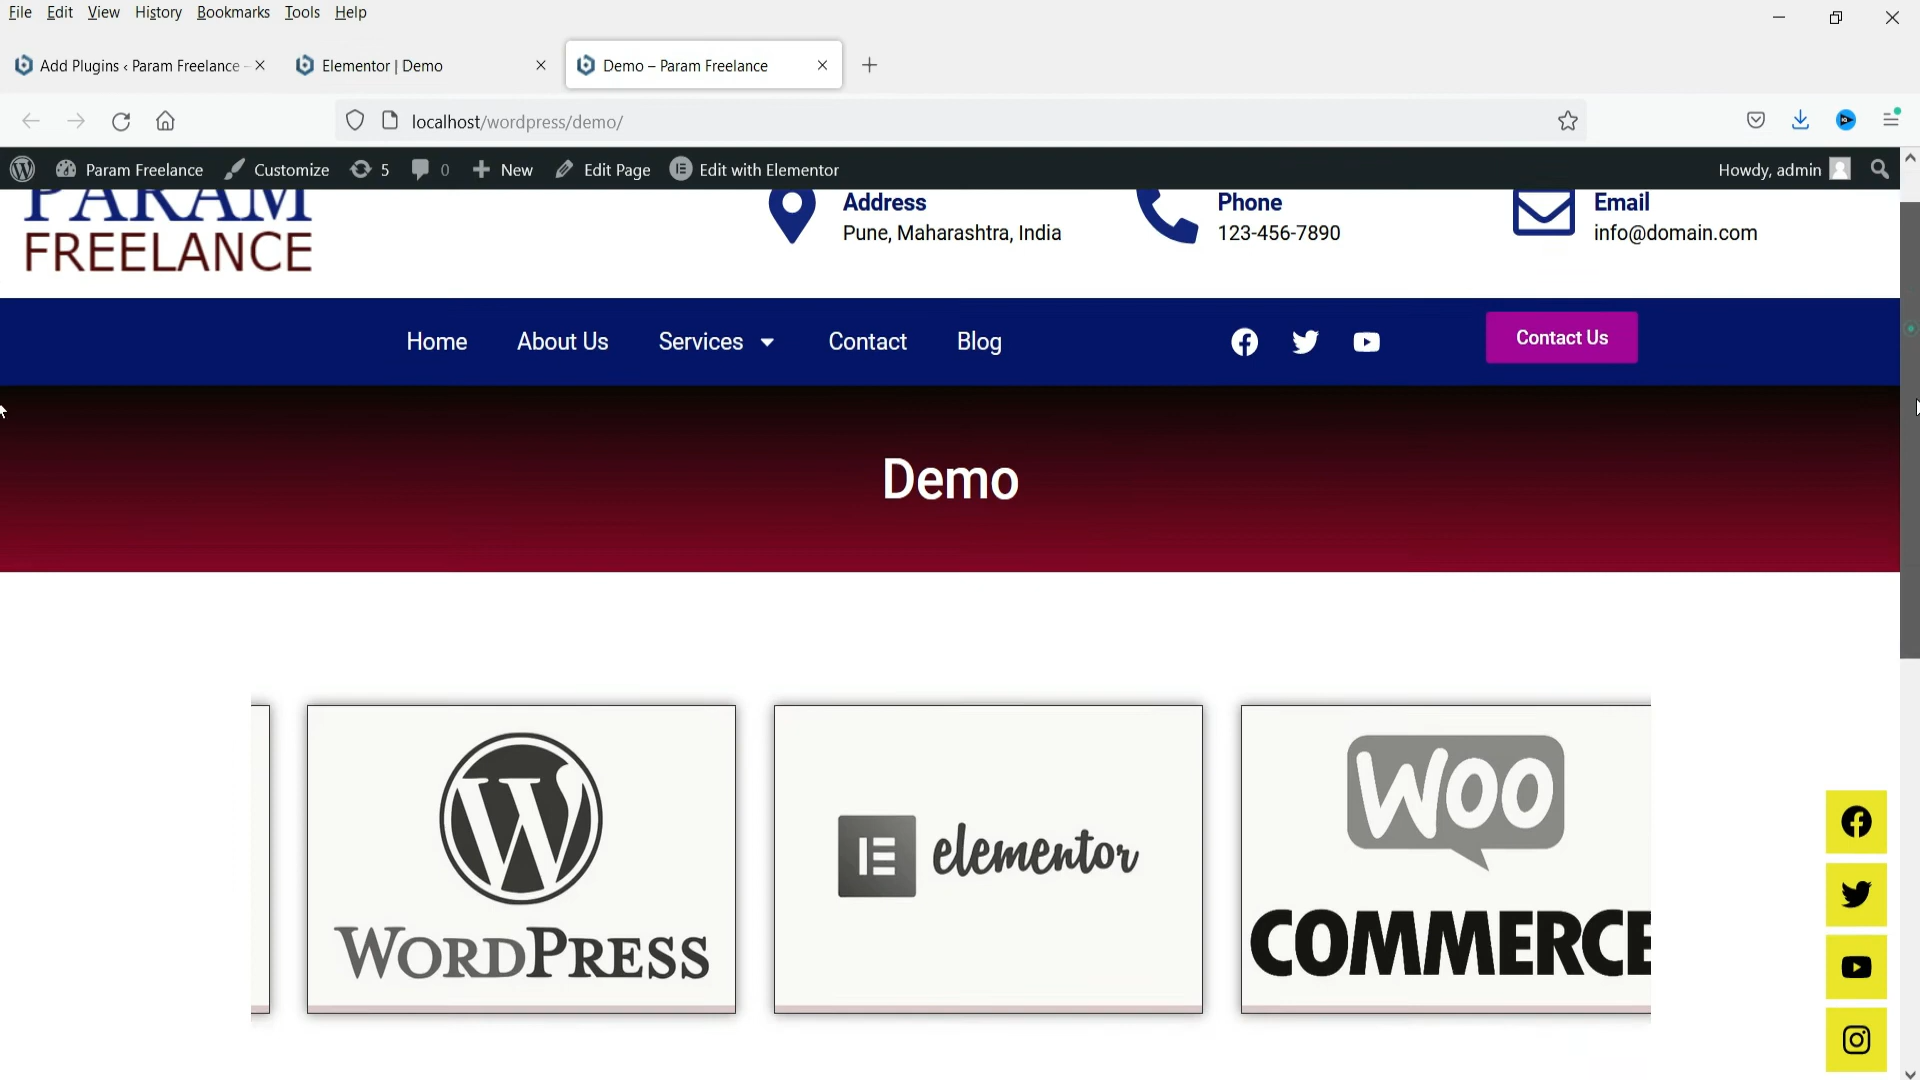 File Edit View History Bookmarks Tools Help
Add Plugins ‹ Param Freelance –
Elementor | Demo
Demo – Param Freelance
localhost/wordpress/demo/
Param Freelance Customize 5 0 New Edit Page Edit with Elementor Howdy, admin
PARAM
FREELANCE
Address
Pune, Maharashtra, India
Phone
123-456-7890
Email
info@domain.com
Home About Us Services Contact Blog
Contact Us
Demo
WORDPRESS
elementor
WOO
COMMERCE